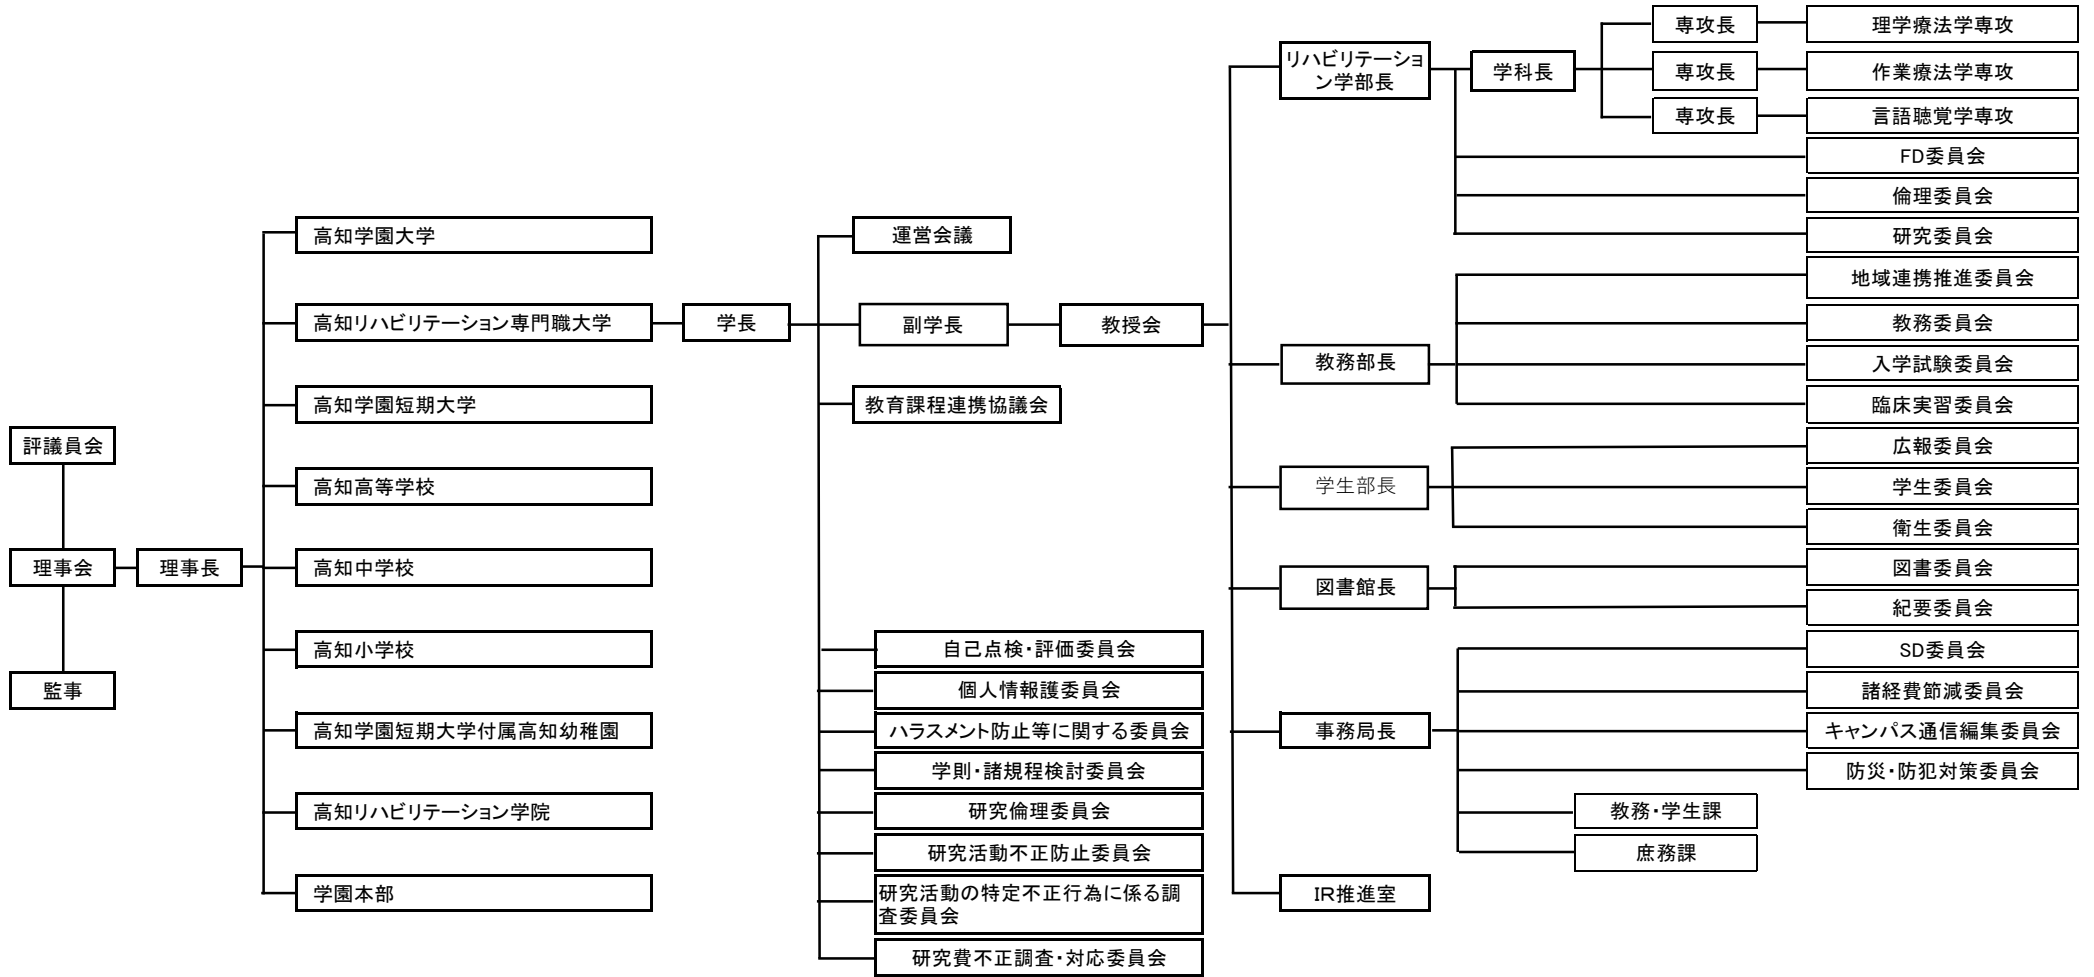 評議員会
理事会
監事
理事長
高知学園大学
高知リハビリテーション専門職大学
高知学園短期大学
高知高等学校
高知中学校
高知小学校
高知学園短期大学付属高知幼稚園
高知リハビリテーション学院
学園本部
学長
運営会議
副学長
教育課程連携協議会
自己点検・評価委員会
個人情報護委員会
ハラスメント防止等に関する委員会
学則・諸規程検討委員会
研究倫理委員会
研究活動不正防止委員会
研究活動の特定不正行為に係る調
査委員会
研究費不正調査・対応委員会
教授会
リハビリテーショ
ン学部長
教務部長
学生部長
図書館長
事務局長
IR推進室
学科長
専攻長
専攻長
専攻長
理学療法学専攻
作業療法学専攻
言語聴覚学専攻
FD委員会
倫理委員会
研究委員会
地域連携推進委員会
教務委員会
入学試験委員会
臨床実習委員会
広報委員会
学生委員会
衛生委員会
図書委員会
紀要委員会
SD委員会
諸経費節減委員会
キャンパス通信編集委員会
防災・防犯対策委員会
教務・学生課
庶務課